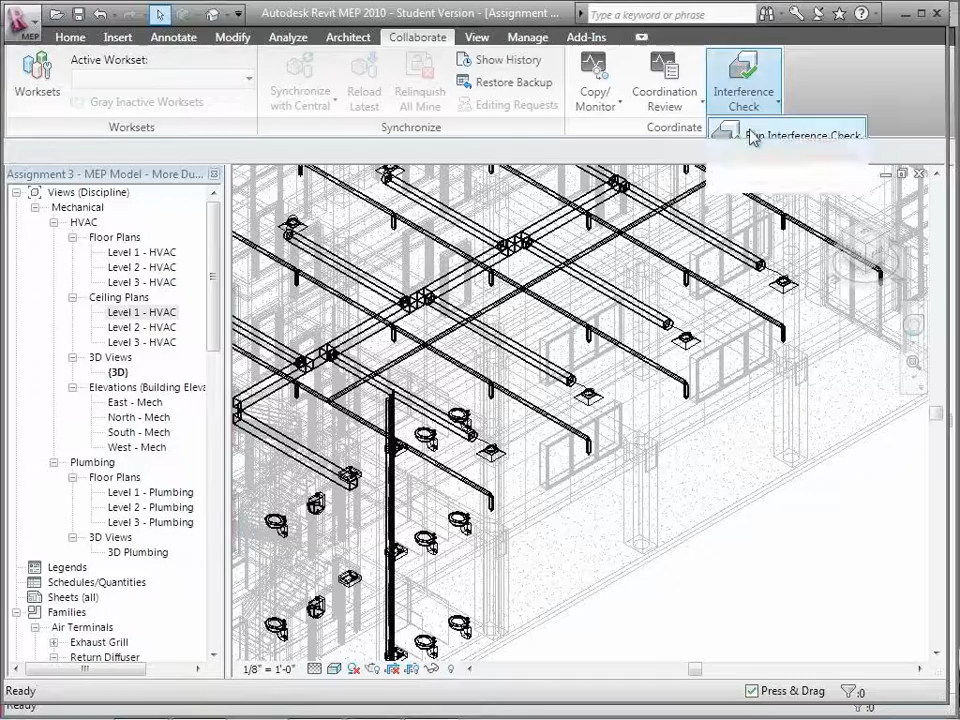 Autodesk Revit MEP 2010 - Student Version - [Assignment ...
Type a keyword or phrase
MEP
Home Insert Annotate Modify Analyze Architect Collaborate View Manage Add-Ins
Worksets
Active Workset:
Gray Inactive Worksets
Synchronize with Central
Reload Latest
Relinquish All Mine
Show History
Restore Backup
Editing Requests
Copy/ Monitor
Coordination Review
Interference Check
Worksets
Synchronize
Coordinate
Run Interference Check
Assignment 3 - MEP Model - More Du...
Views (Discipline)
Mechanical
HVAC
Floor Plans
Level 1 - HVAC
Level 2 - HVAC
Level 3 - HVAC
Ceiling Plans
Level 1 - HVAC
Level 2 - HVAC
Level 3 - HVAC
3D Views
{3D}
Elevations (Building Eleva
East - Mech
North - Mech
South - Mech
West - Mech
Plumbing
Floor Plans
Level 1 - Plumbing
Level 2 - Plumbing
Level 3 - Plumbing
3D Views
3D Plumbing
Legends
Schedules/Quantities
Sheets (all)
Families
Air Terminals
Exhaust Grill
Return Diffuser
1/8" = 1'-0"
Ready
Press & Drag
:0
Ready
:0